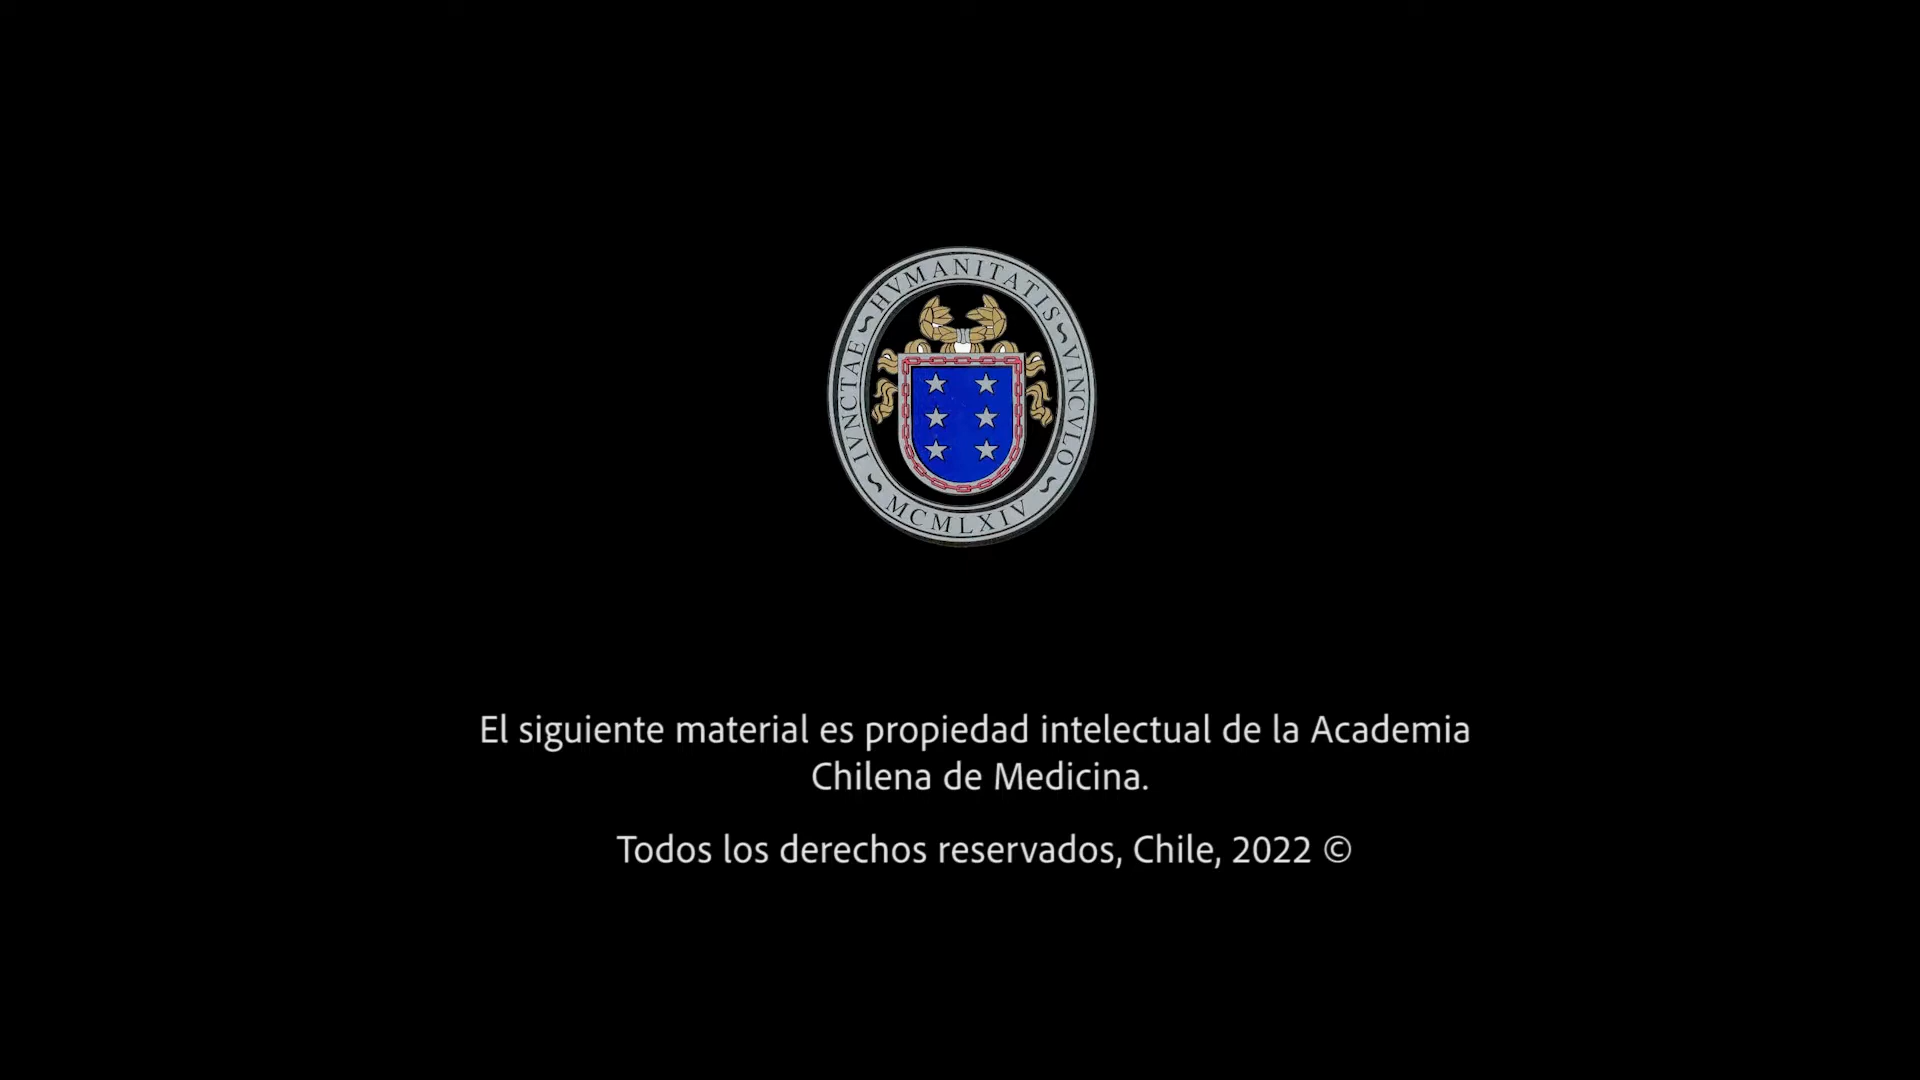 IVNCTAE ~ HVMANITATIS ~ VINCVLO ~
MCMLXIV
El siguiente material es propiedad intelectual de la Academia
Chilena de Medicina.
Todos los derechos reservados, Chile, 2022 ©